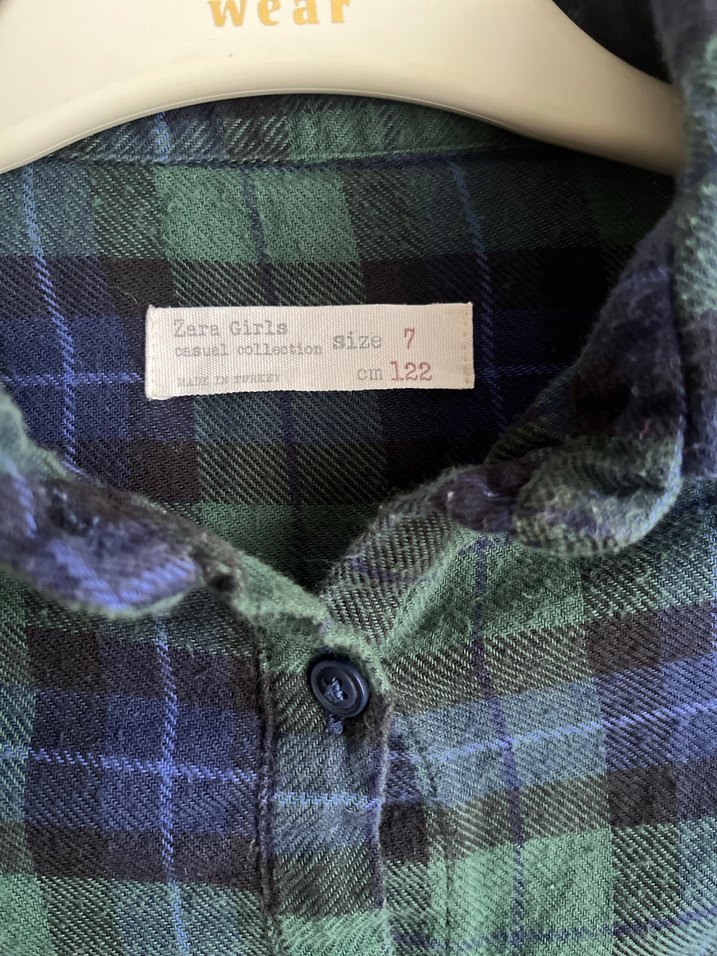 wear
Zara Girls
casual collection size 7
MADE IN TURKEY cm 122